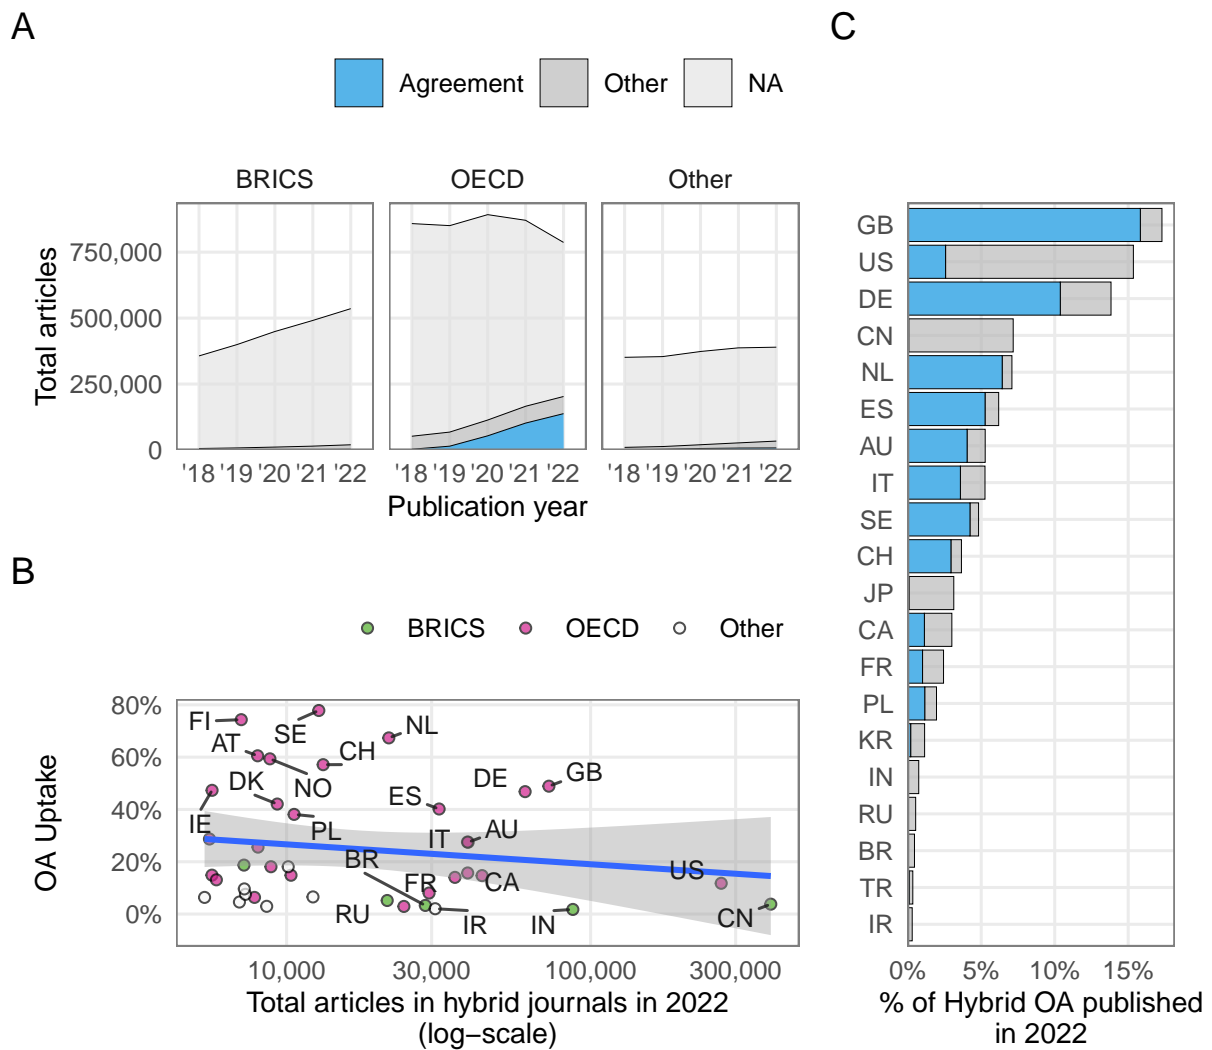 A
Agreement
Other
NA
BRICS
OECD
Other
Total articles
750,000
500,000
250,000
0
'18 '19 '20 '21 '22
'18 '19 '20 '21 '22
'18 '19 '20 '21 '22
Publication year
B
BRICS
OECD
Other
OA Uptake
80%
60%
40%
20%
0%
FI
SE
NL
AT
CH
NO
DK
DE
GB
ES
IE
PL
IT
AU
BR
FR
CA
US
RU
IR
IN
CN
10,000
30,000
100,000
300,000
Total articles in hybrid journals in 2022
(log−scale)
C
GB
US
DE
CN
NL
ES
AU
IT
SE
CH
JP
CA
FR
PL
KR
IN
RU
BR
TR
IR
0%
5%
10%
15%
% of Hybrid OA published
in 2022